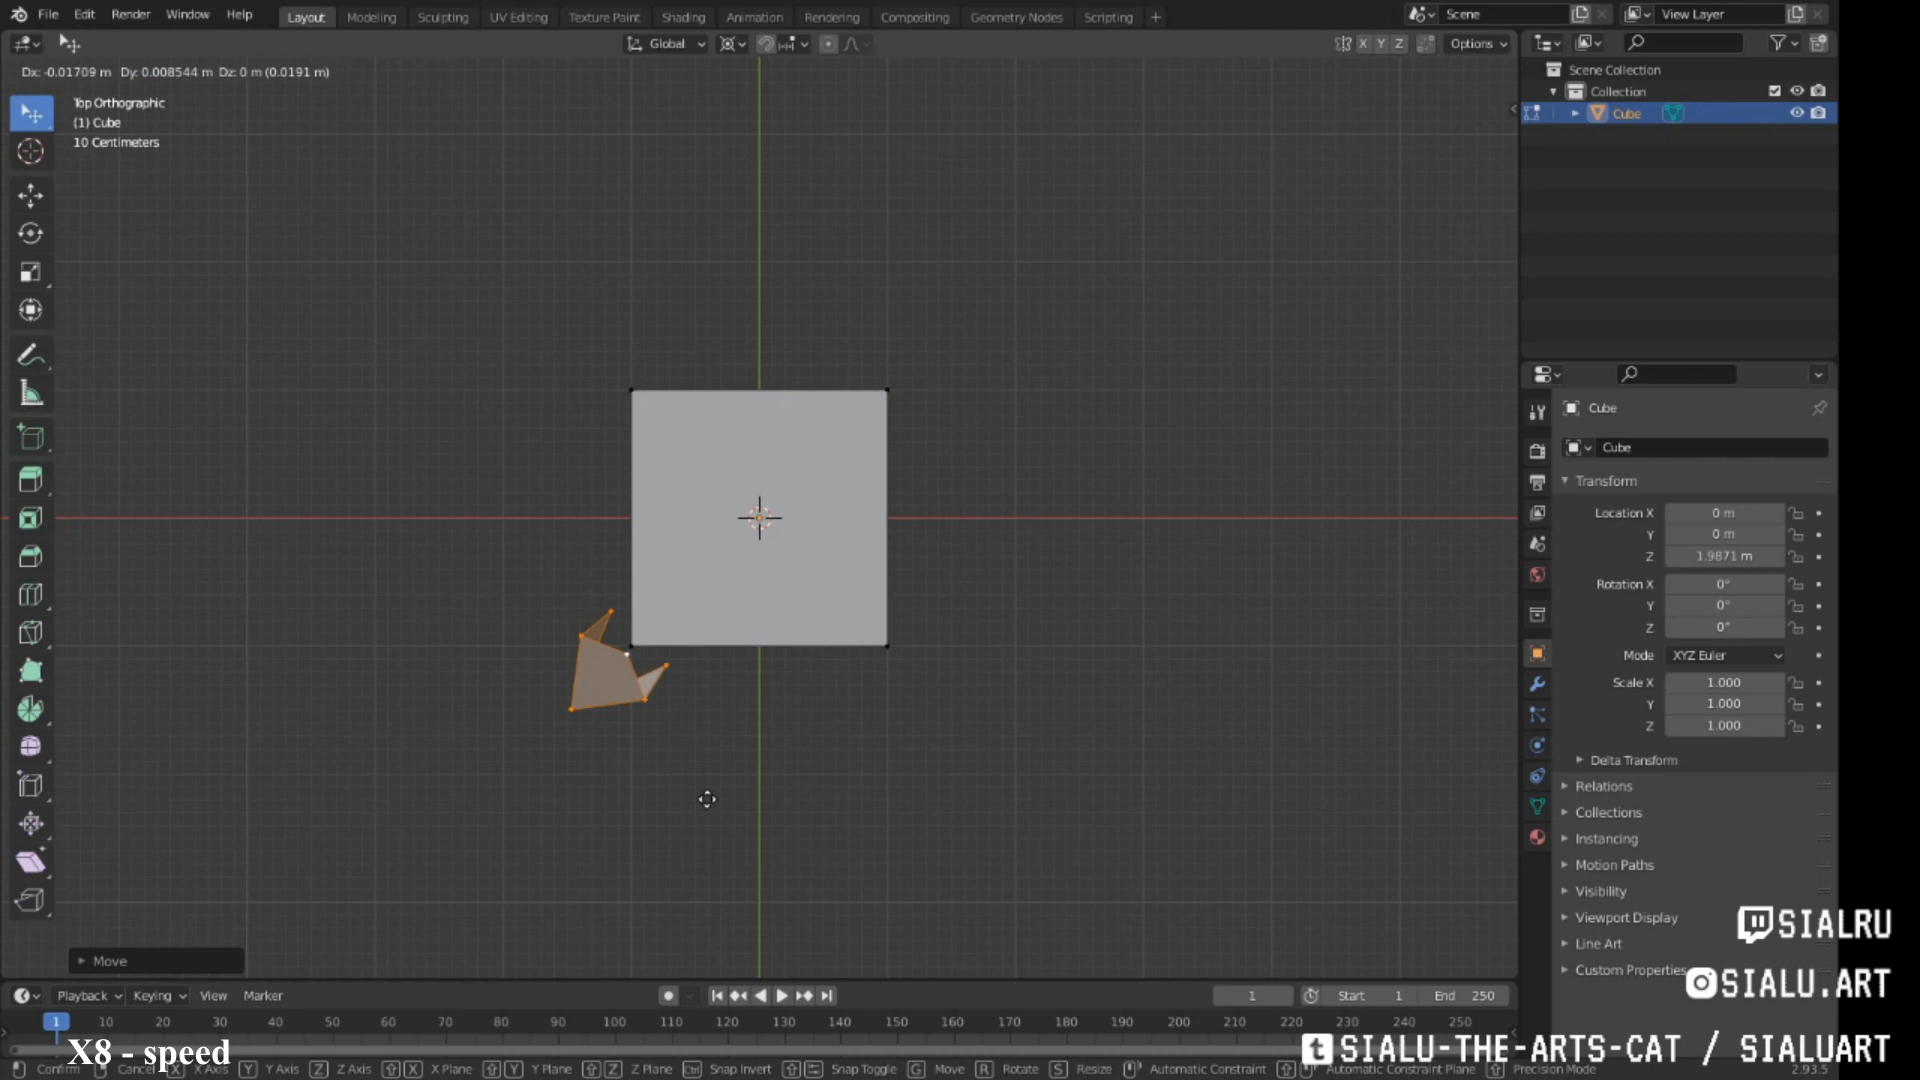 File Edit Render Window Help Layout Modeling Sculpting UV Editing Texture Paint Shading Animation Rendering Compositing Geometry Nodes Scripting + Scene View Layer
Global X Y Z Options
Dx: -0.01709 m Dy: 0.008544 m Dz: 0 m (0.0191 m)
Top Orthographic
(1) Cube
10 Centimeters
Scene Collection
Collection
Cube
Cube
Cube
Transform
Location X 0 m
Y 0 m
Z 1.9871 m
Rotation X 0°
Y 0°
Z 0°
Mode XYZ Euler
Scale X 1.000
Y 1.000
Z 1.000
Delta Transform
Relations
Collections
Instancing
Motion Paths
Visibility
Viewport Display
Line Art
Custom Properties
SIALRU
SIALU.ART
SIALU-THE-ARTS-CAT / SIALUART
Move
Playback Keying View Marker 1 Start 1 End 250
1 10 20 30 40 50 60 70 80 90 100 110 120 130 140 150 160 170 180 190 200 210 220 230 240 250
X8 - speed
Confirm Cancel X X Axis Y Y Axis Z Z Axis X X Plane Y Y Plane Z Z Plane Ctrl Snap Invert Snap Toggle G Move R Rotate S Resize Automatic Constraint Automatic Constraint Plane Precision Mode 2.93.5